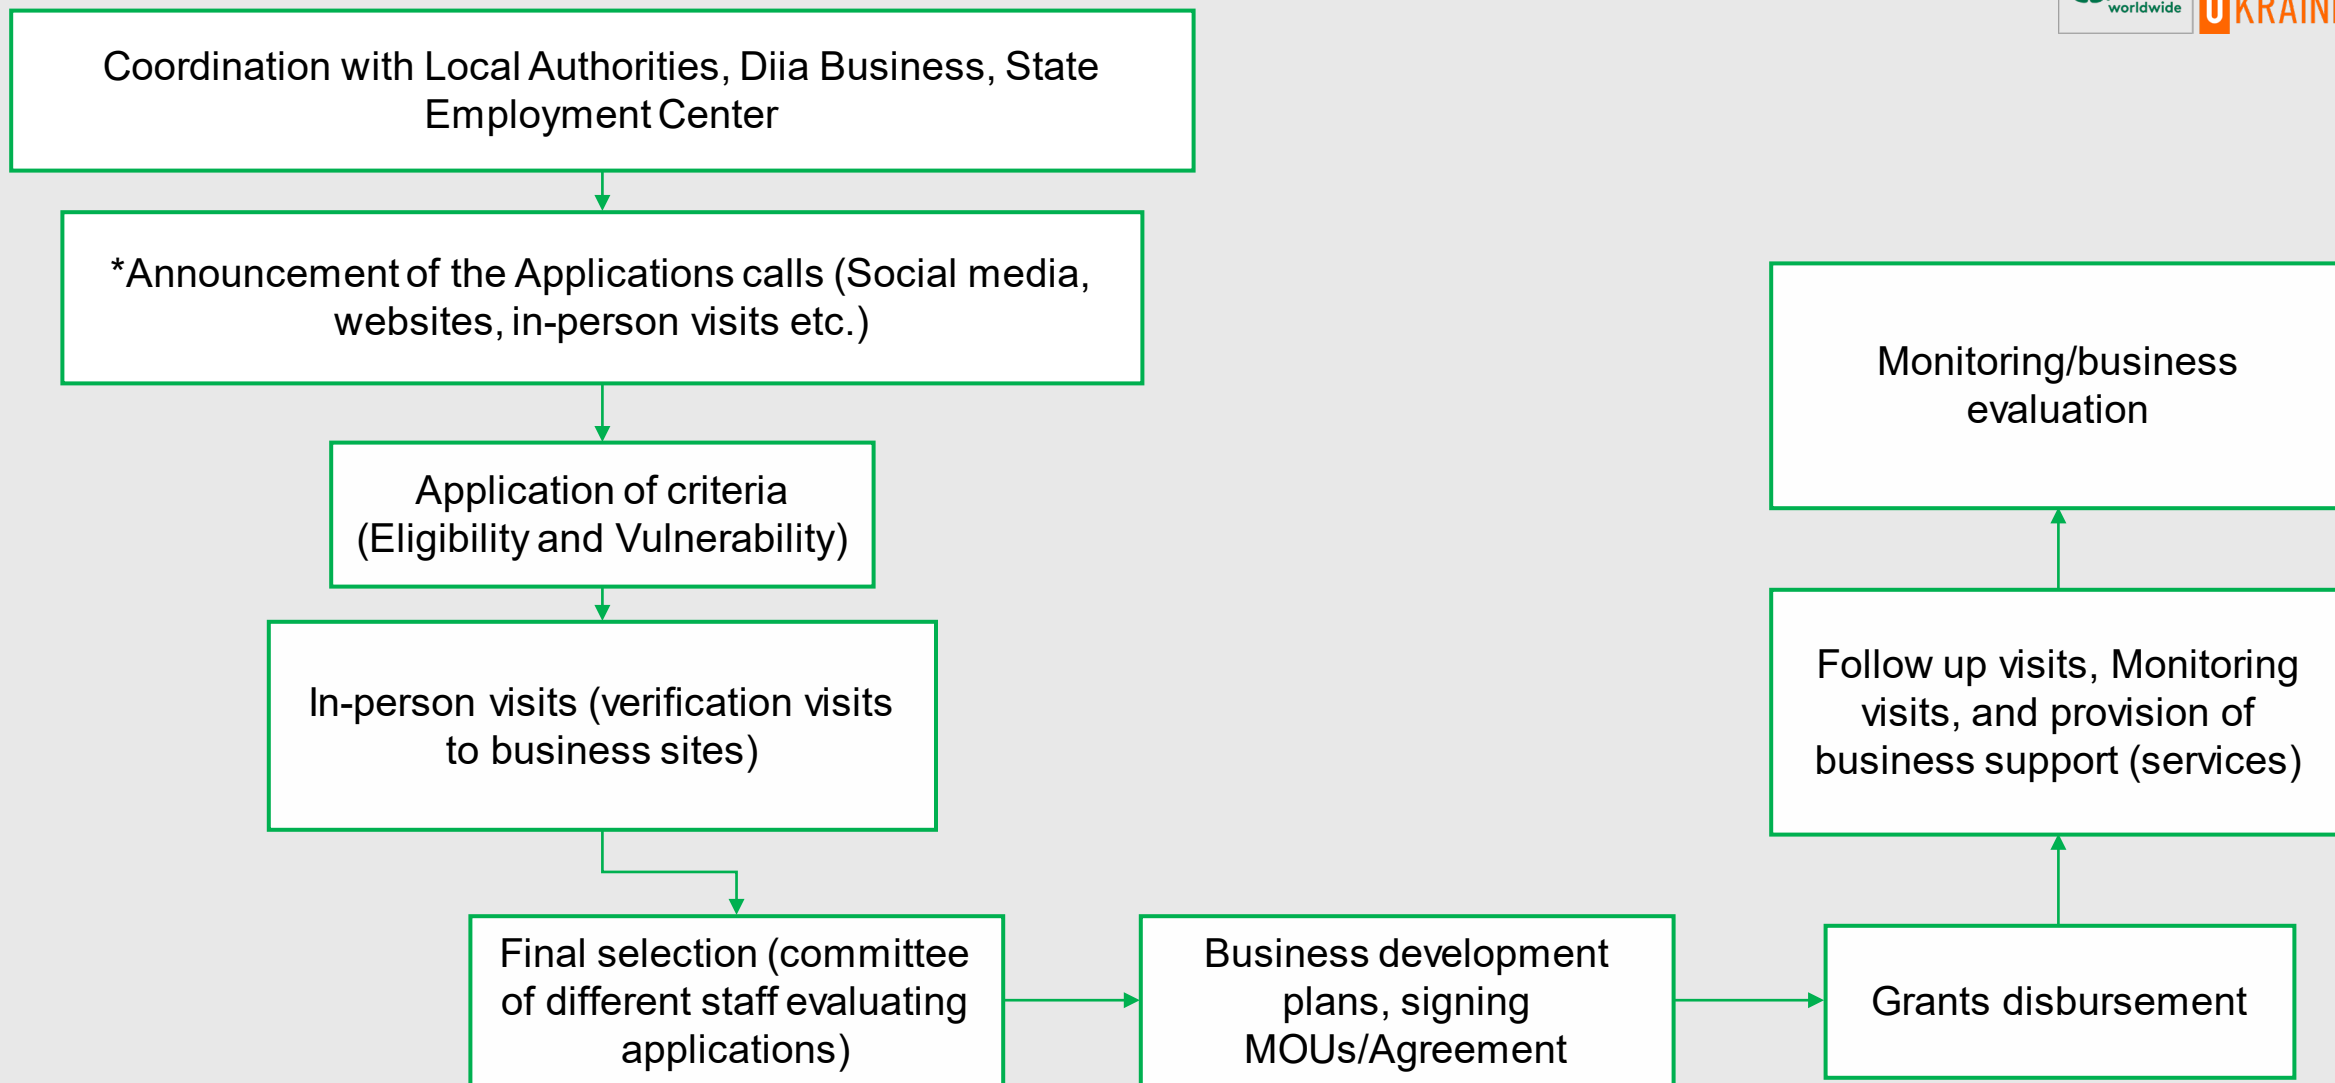 worldwide
Coordination with Local Authorities, Diia Business, State
Employment Center
*Announcement of the Applications calls (Social media,
websites, in-person visits etc.)
Application of criteria
(Eligibility and Vulnerability)
In-person visits (verification visits
to business sites)
Final selection (committee
of different staff evaluating
applications)
Business development
plans, signing
MOUs/Agreement
Grants disbursement
Follow up visits, Monitoring
visits, and provision of
business support (services)
Monitoring/business
evaluation